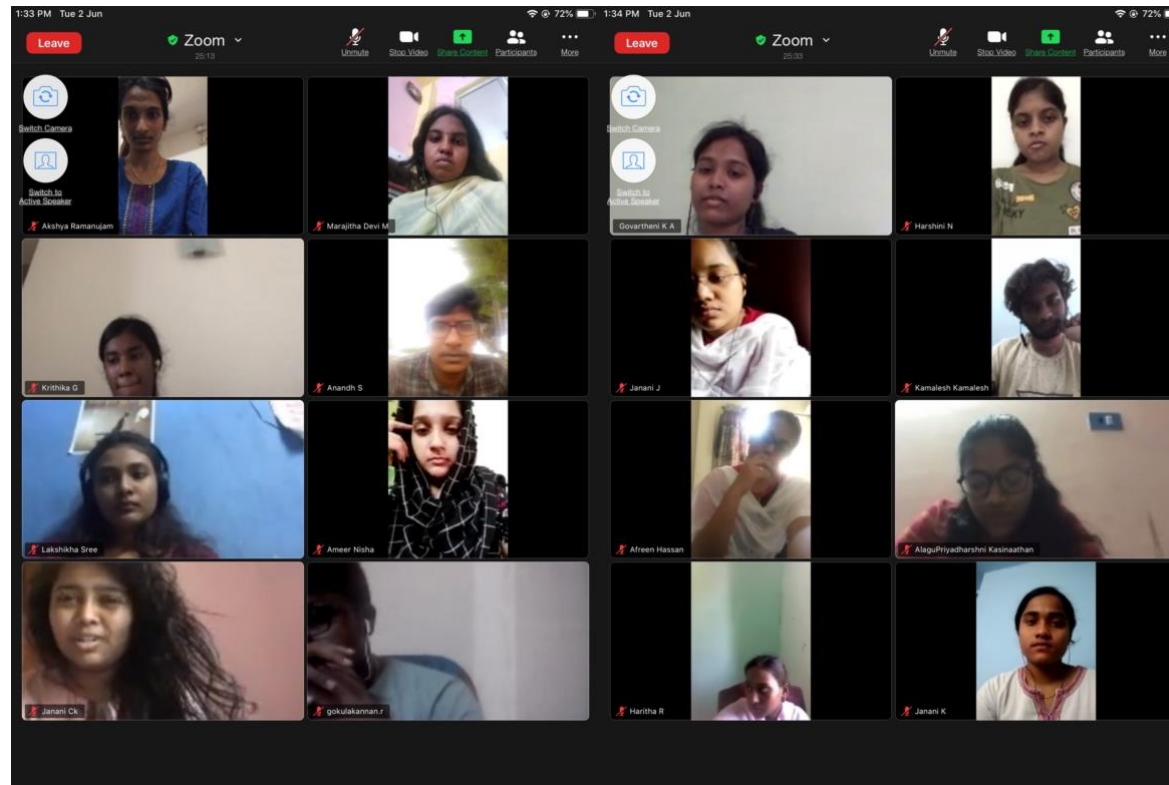 1:33 PM Tue 2 Jun
72%
Leave
Zoom
25:13
Unmute
Stop Video
Share Content
Participants
More
Switch Camera
Switch to
Active Speaker
Akshya Ramanujam
Marajitha Devi M
Krithika G
Anandh S
Lakshikha Sree
Ameer Nisha
Janani Ck
gokulakannan.r
1:34 PM Tue 2 Jun
72%
Leave
Zoom
25:33
Unmute
Stop Video
Share Content
Participants
More
Switch Camera
Switch to
Active Speaker
Govartheni K A
Harshini N
Janani J
Kamalesh Kamalesh
Afreen Hassan
AlaguPriyadharshni Kasinaathan
Haritha R
Janani K